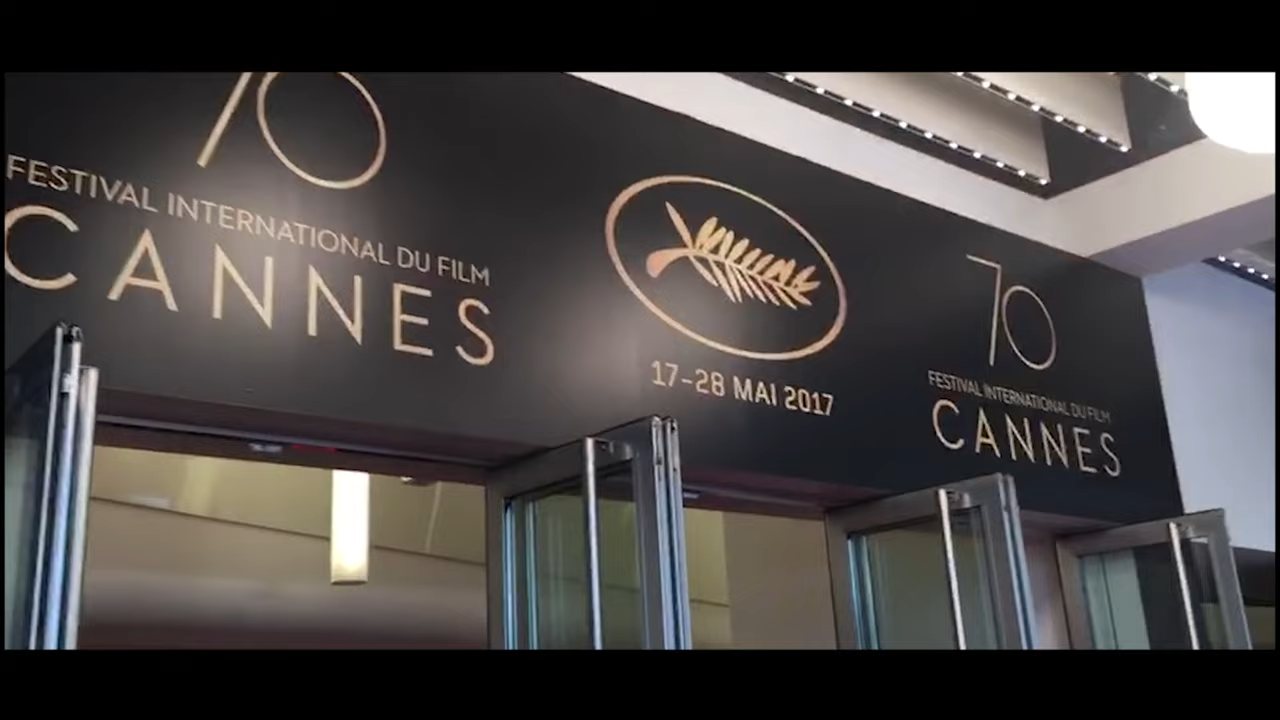 70
FESTIVAL INTERNATIONAL DU FILM
CANNES
17-28 MAI 2017
70
FESTIVAL INTERNATIONAL DU FILM
CANNES